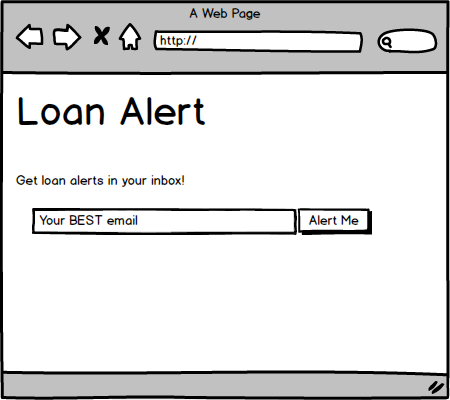 A Web Page
http://
Loan Alert
Get loan alerts in your inbox!
Your BEST email
Alert Me